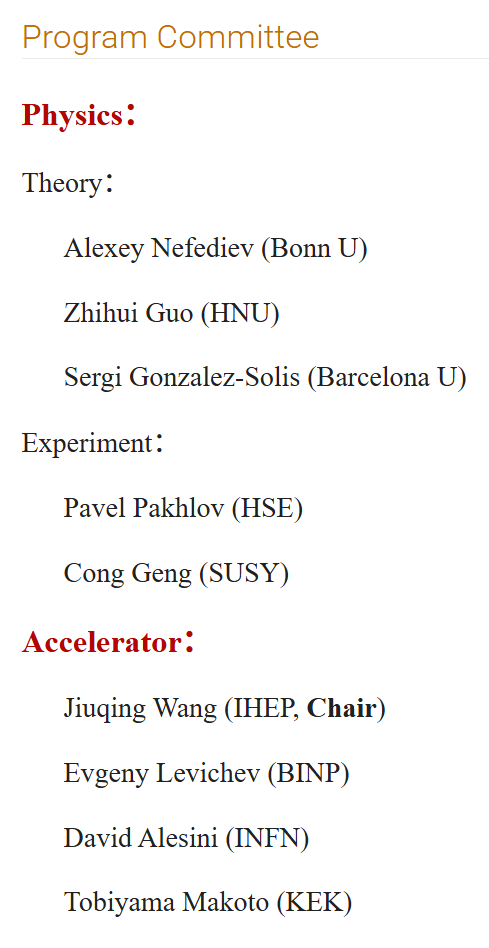 Program Committee
Physics：
Theory：
Alexey Nefediev (Bonn U)
Zhihui Guo (HNU)
Sergi Gonzalez-Solis (Barcelona U)
Experiment：
Pavel Pakhlov (HSE)
Cong Geng (SUSY)
Accelerator：
Jiuqing Wang (IHEP, Chair)
Evgeny Levichev (BINP)
David Alesini (INFN)
Tobiyama Makoto (KEK)